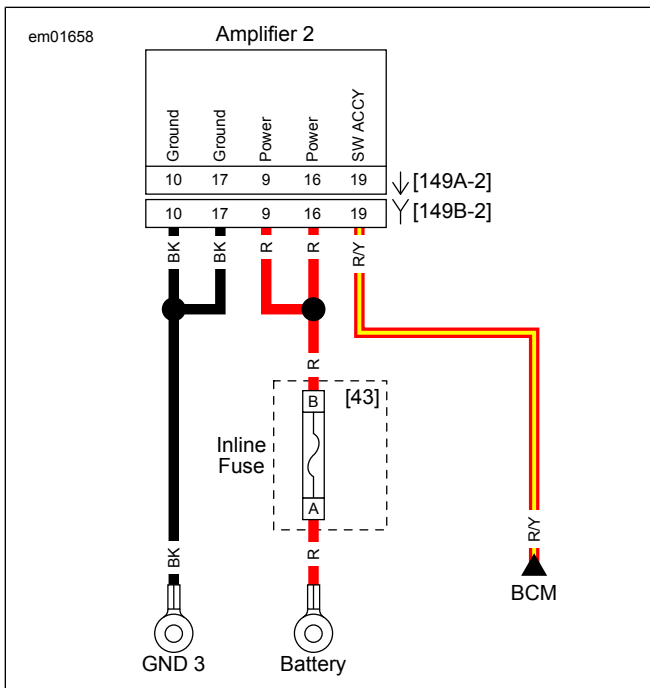 em01658
Amplifier 2
Ground
Ground
Power
Power
SW ACCY
10 17 9 16 19
[149A-2]
10 17 9 16 19
[149B-2]
BK BK R R R/Y
R
B
[43]
Inline
Fuse
A
BK R R/Y
BCM
GND 3 Battery